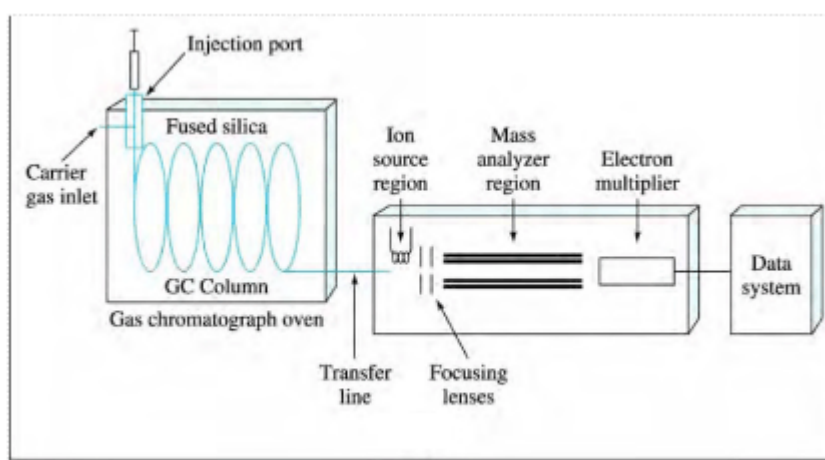 Injection port
Fused silica
Carrier
gas inlet
GC Column
Gas chromatograph oven
Ion
source
region
Mass
analyzer
region
Electron
multiplier
Data
system
Transfer
line
Focusing
lenses